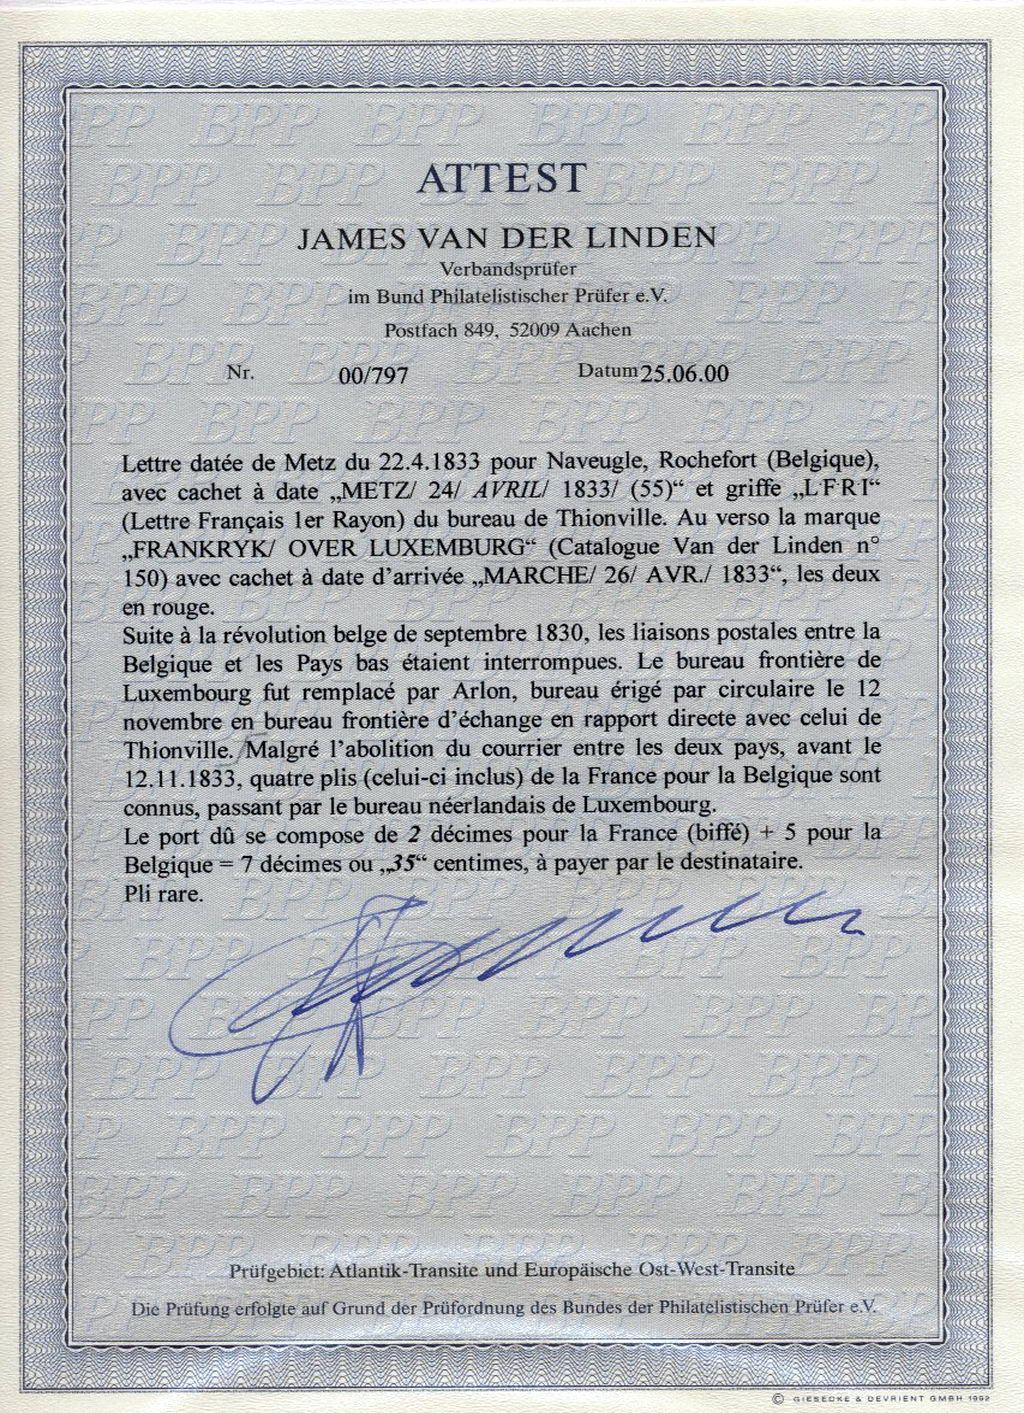 ATTEST
JAMES VAN DER LINDEN
Verbandsprüfer
im Bund Philatelistischer Prüfer e.V.
Postfach 849, 52009 Aachen
Nr. 00/797 Datum 25.06.00
Lettre datée de Metz du 22.4.1833 pour Naveugle, Rochefort (Belgique),
avec cachet à date „METZ/ 24/ AVRIL/ 1833/ (55)“ et griffe „L·F·R·I“
(Lettre Français 1er Rayon) du bureau de Thionville. Au verso la marque
„FRANKRYK/ OVER LUXEMBURG“ (Catalogue Van der Linden n°
150) avec cachet à date d’arrivée „MARCHE/ 26/ AVR./ 1833“, les deux
en rouge.
Suite à la révolution belge de septembre 1830, les liaisons postales entre la
Belgique et les Pays bas étaient interrompues. Le bureau frontière de
Luxembourg fut remplacé par Arlon, bureau érigé par circulaire le 12
novembre en bureau frontière d’échange en rapport directe avec celui de
Thionville. Malgré l’abolition du courrier entre les deux pays, avant le
12.11.1833, quatre plis (celui-ci inclus) de la France pour la Belgique sont
connus, passant par le bureau néerlandais de Luxembourg.
Le port dû se compose de 2 décimes pour la France (biffé) + 5 pour la
Belgique = 7 décimes ou „35“ centimes, à payer par le destinataire.
Pli rare.
Prüfgebiet: Atlantik-Transite und Europäische Ost-West-Transite
Die Prüfung erfolgte auf Grund der Prüfordnung des Bundes der Philatelistischen Prüfer e.V.
© GIESECKE & DEVRIENT GMBH 1992